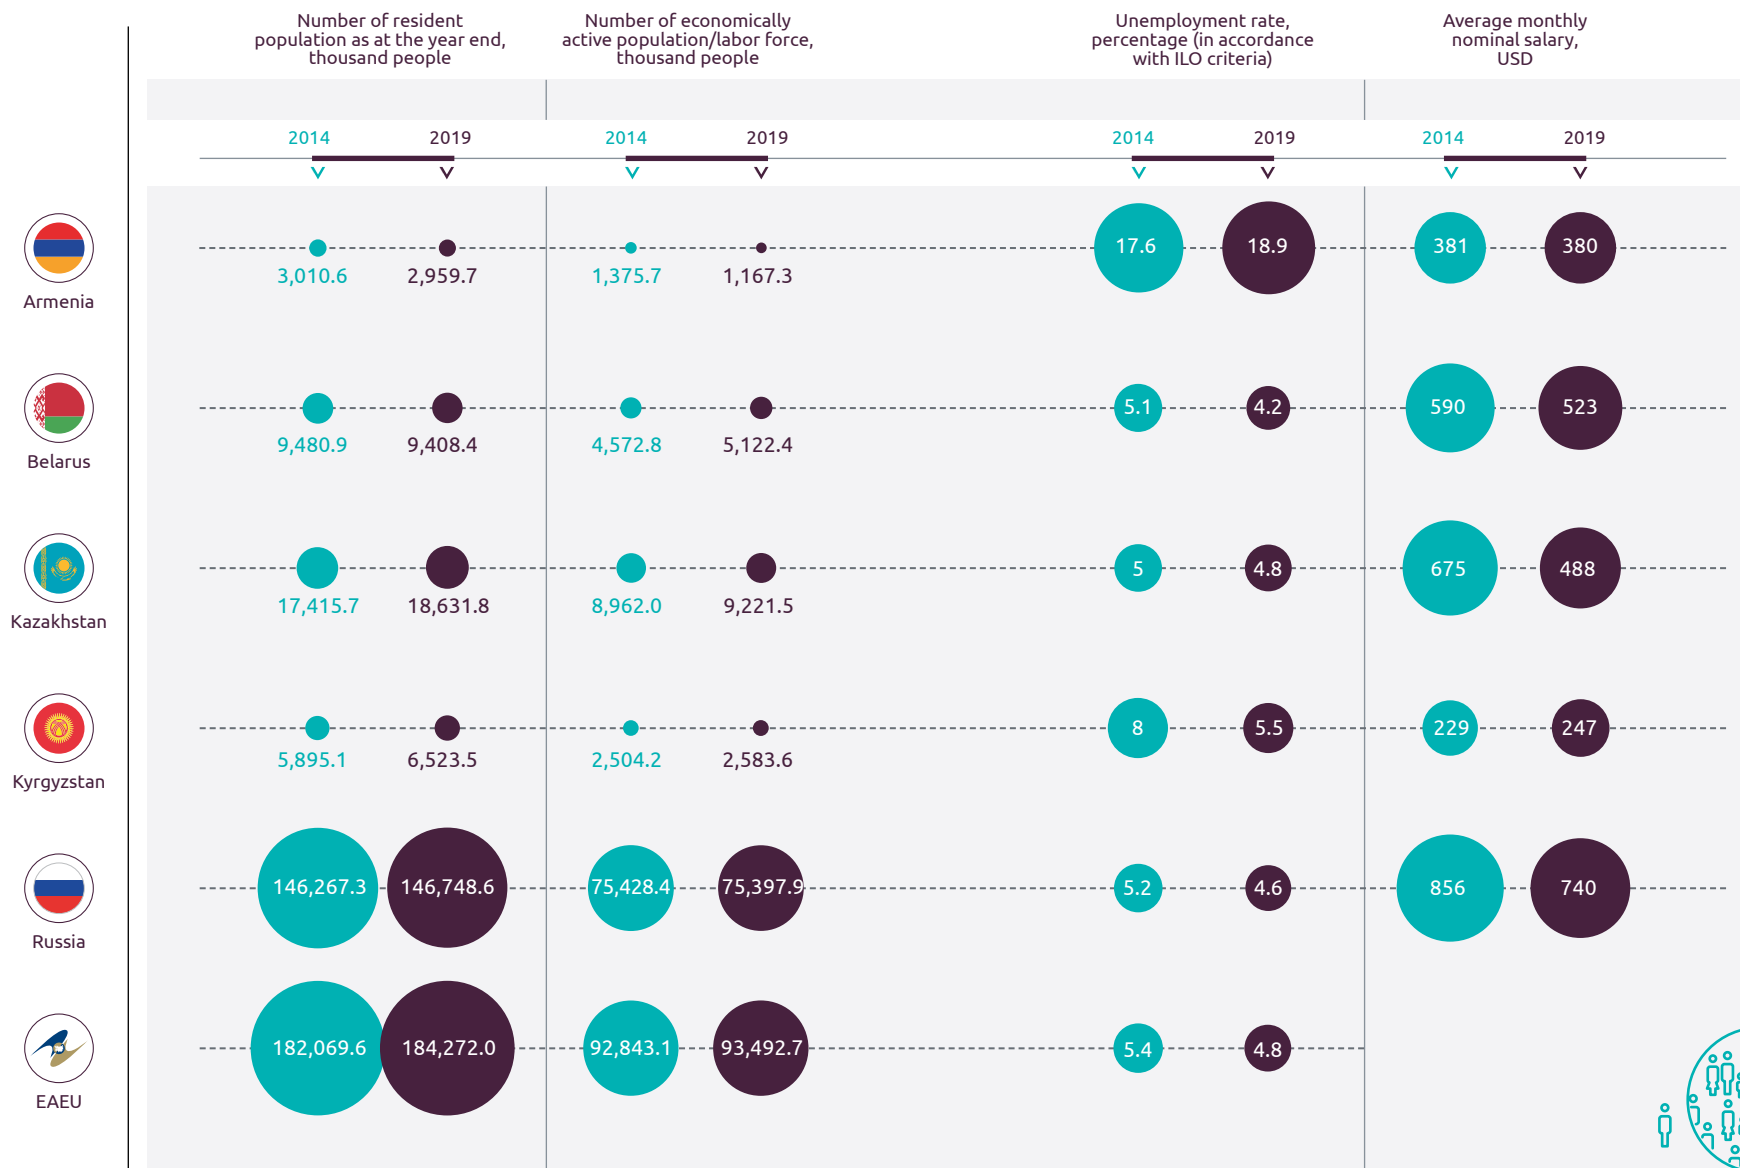 Number of resident
population as at the year end,
thousand people
Number of economically
active population/labor force,
thousand people
Unemployment rate,
percentage (in accordance
with ILO criteria)
Average monthly
nominal salary,
USD
2014 2019 2014 2019 2014 2019 2014 2019
Armenia
3,010.6 2,959.7 1,375.7 1,167.3 17.6 18.9 381 380
Belarus
9,480.9 9,408.4 4,572.8 5,122.4 5.1 4.2 590 523
Kazakhstan
17,415.7 18,631.8 8,962.0 9,221.5 5 4.8 675 488
Kyrgyzstan
5,895.1 6,523.5 2,504.2 2,583.6 8 5.5 229 247
Russia
146,267.3 146,748.6 75,428.4 75,397.9 5.2 4.6 856 740
EAEU
182,069.6 184,272.0 92,843.1 93,492.7 5.4 4.8